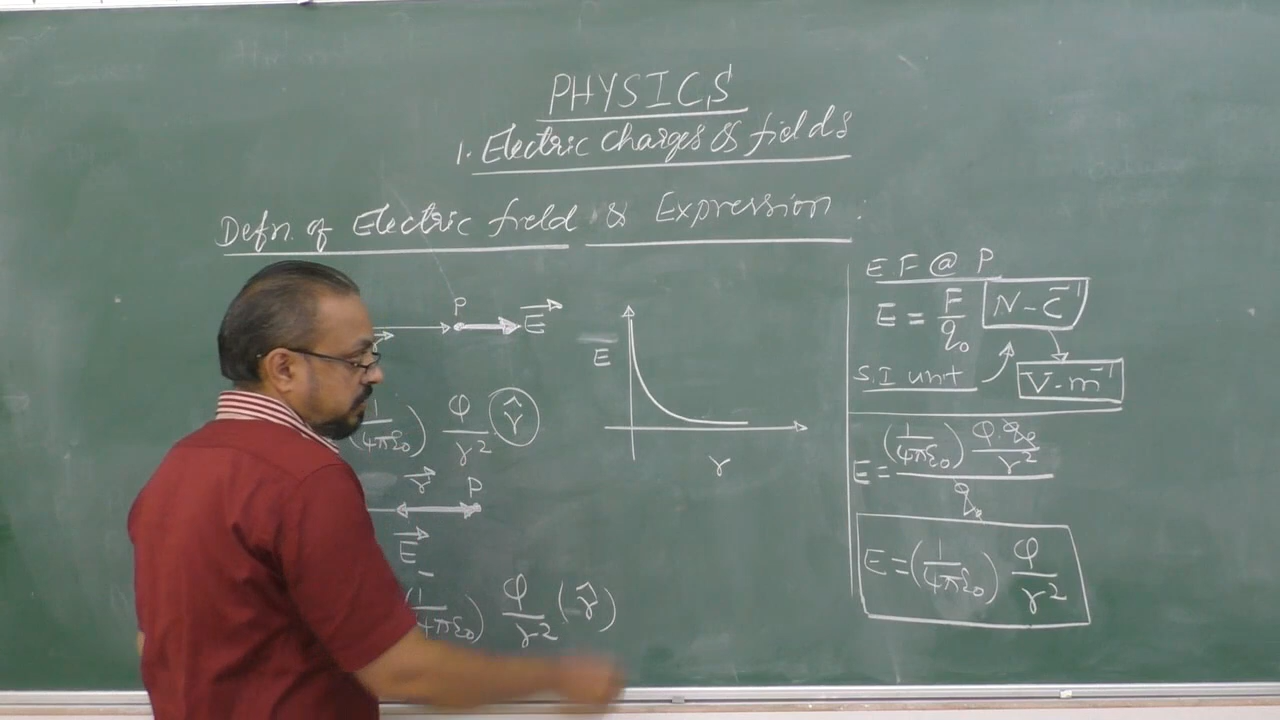 PHYSICS
1. Electric Charges & fields
Defn. of Electric field & Expression.
P
E
(1/4πε₀) Q/r² r̂
r P
E
(1/4πε₀) Q/r² (r̂)
E
r
E.F @ P
E = F/q₀ N-C⁻¹
S.I unit V-m⁻¹
E = (1/4πε₀) Q.q₀/r² / q₀
E = (1/4πε₀) Q/r²